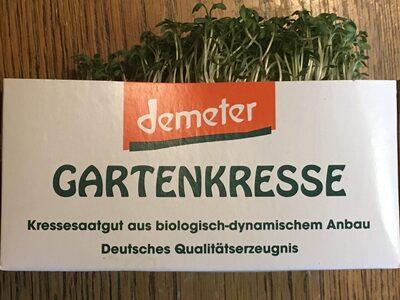 demeter
GARTENKRESSE
Kressesaatgut aus biologisch-dynamischem Anbau
Deutsches Qualitätserzeugnis